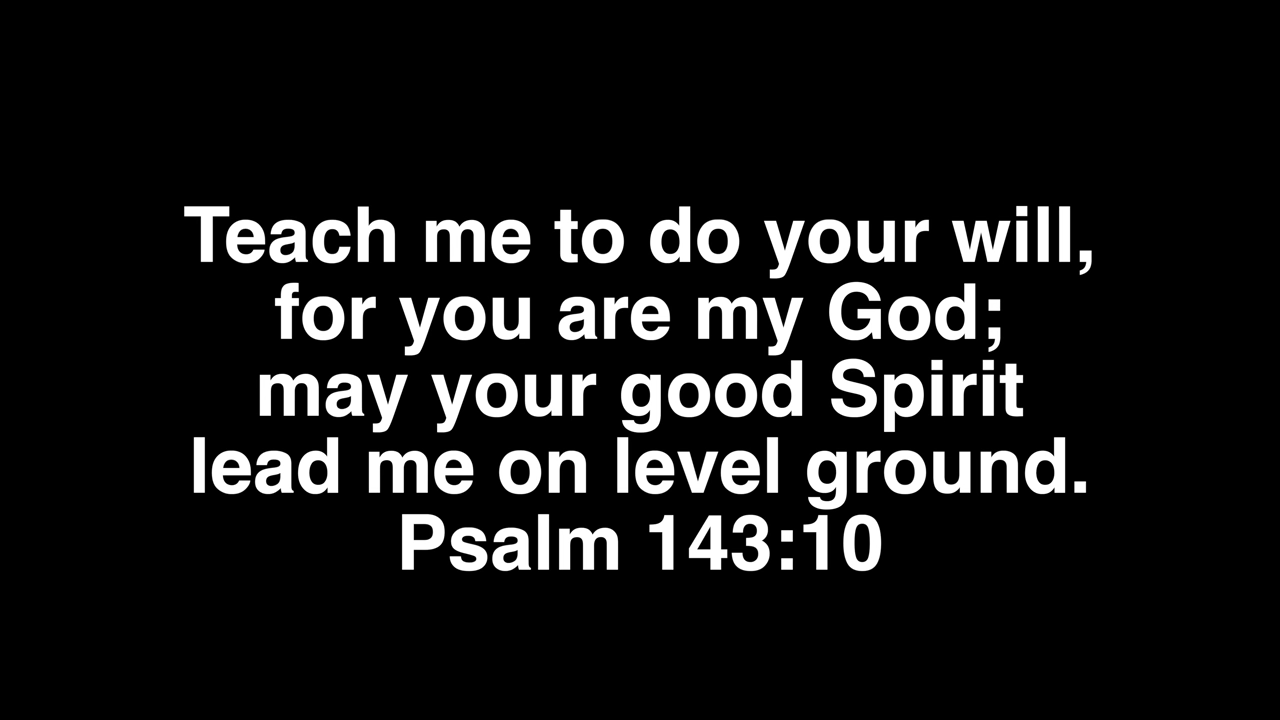 Teach me to do your will,
for you are my God;
may your good Spirit
lead me on level ground.
Psalm 143:10